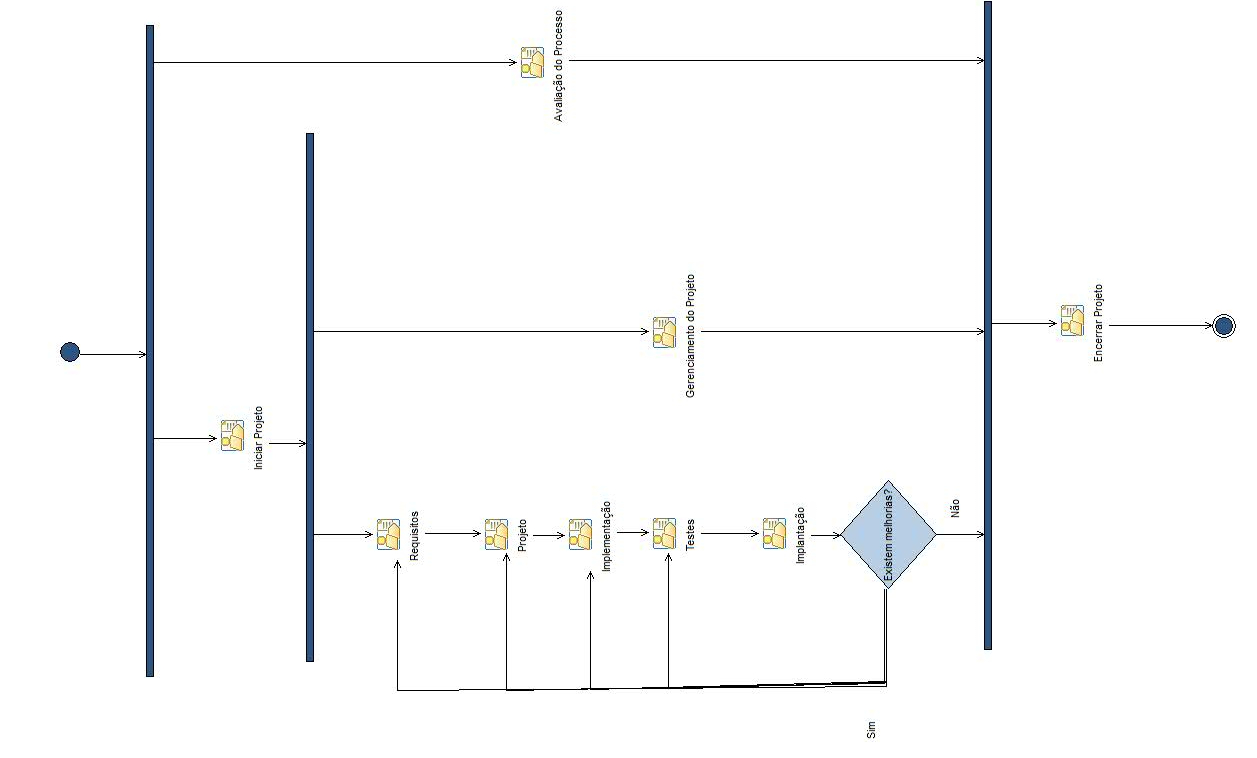 Avaliação do Processo
Gerenciamento do Projeto
Iniciar Projeto
Requisitos
Projeto
Implementação
Testes
Implantação
Existem melhorias?
Não
Sim
Encerrar Projeto